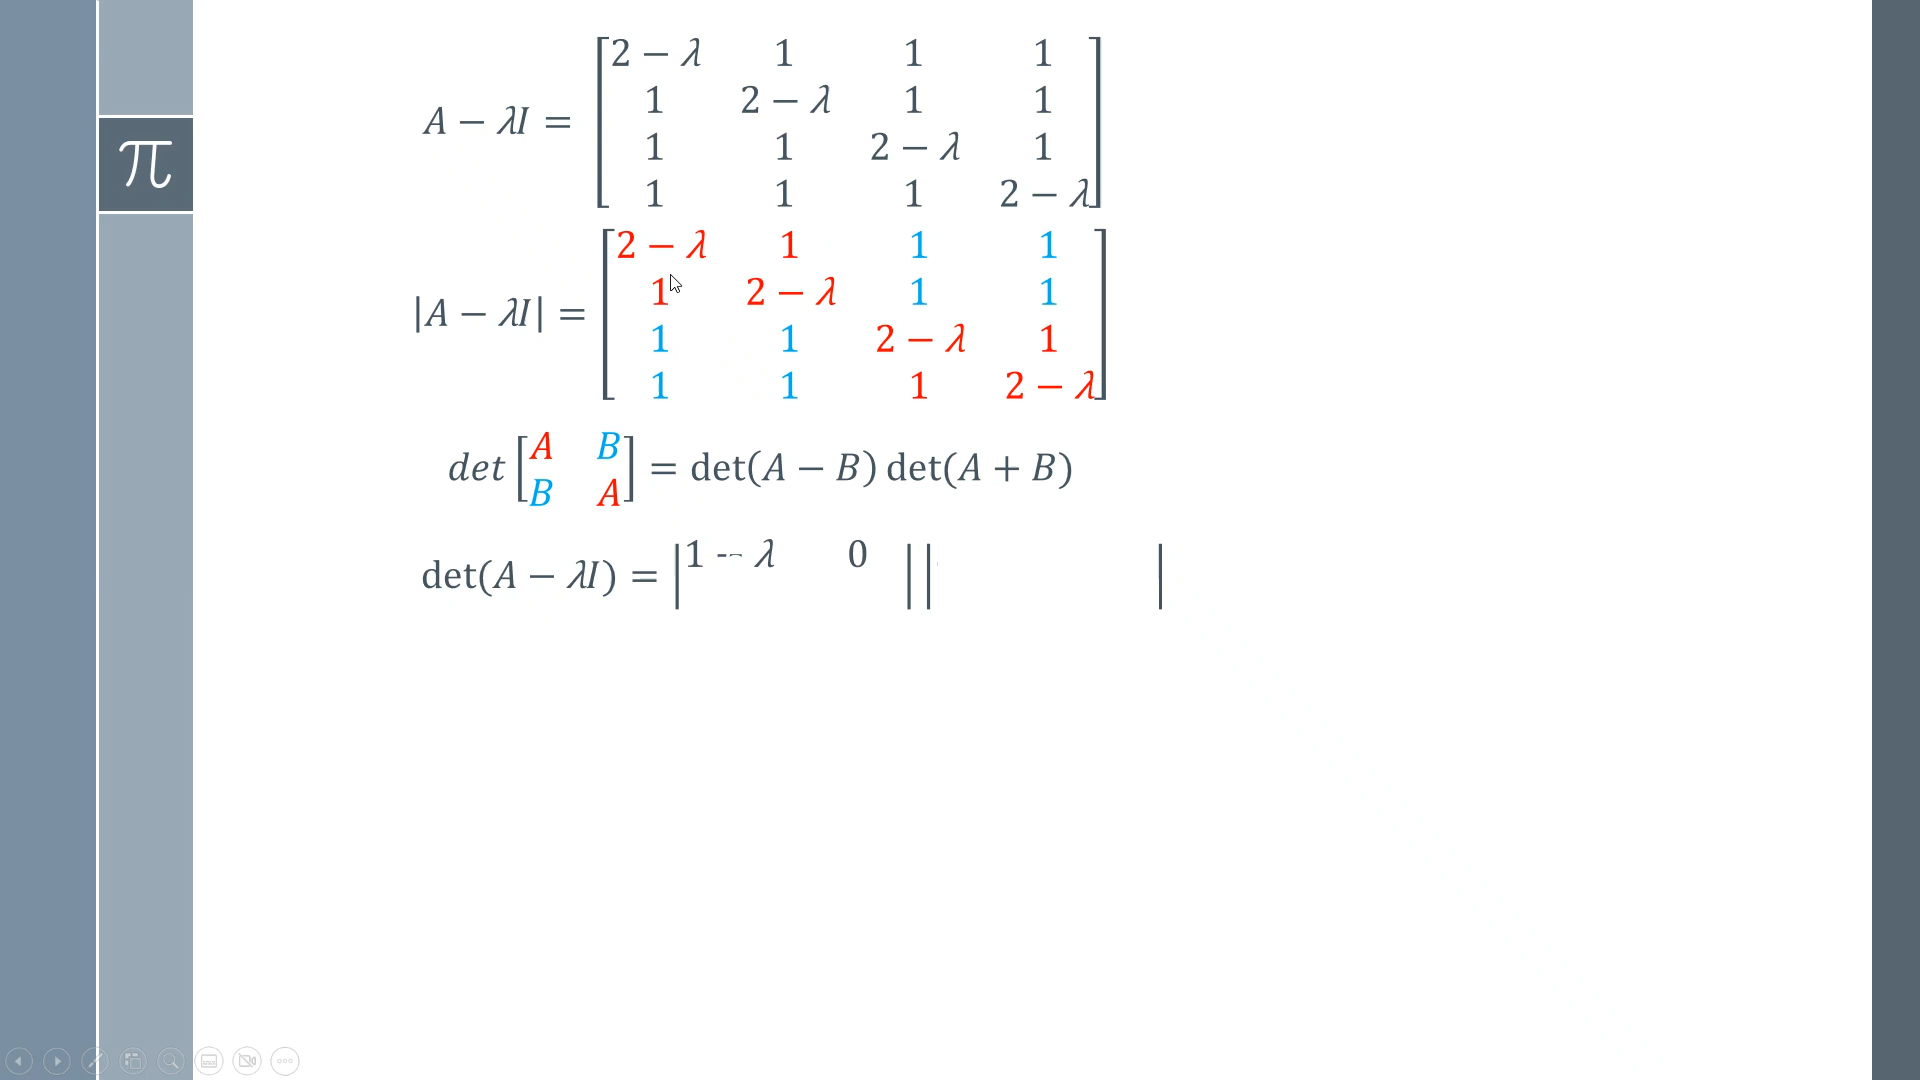 π
A − λI = [2 − λ 1 1 1
1 2 − λ 1 1
1 1 2 − λ 1
1 1 1 2 − λ]
|A − λI| = [2 − λ 1 1 1
1 2 − λ 1 1
1 1 2 − λ 1
1 1 1 2 − λ]
det [A B
B A] = det(A − B) det(A + B)
det(A − λI) = |1 − λ 0 | | |